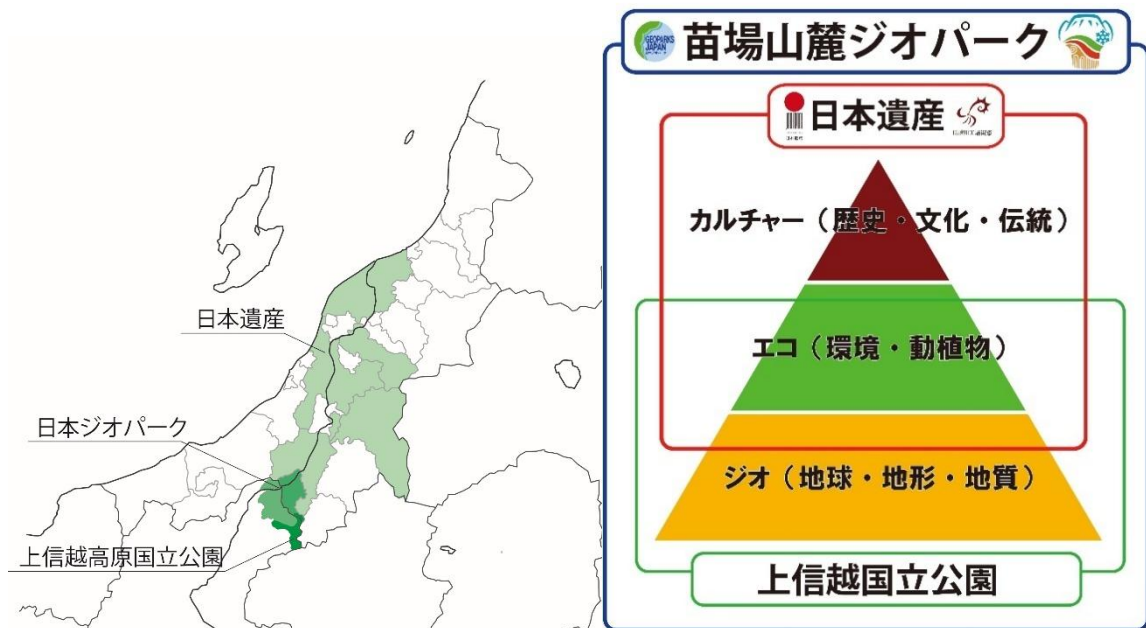 日本遺産
日本ジオパーク
上信越高原国立公園
GEOPARKS
JAPAN
苗場山麓ジオパーク
日本遺産
カルチャー（歴史・文化・伝統）
エコ（環境・動植物）
ジオ（地球・地形・地質）
上信越国立公園